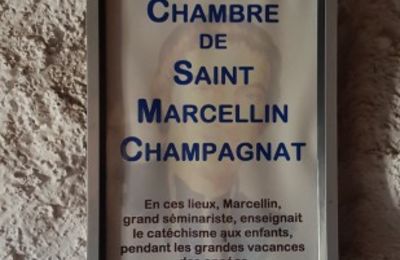 CHAMBRE
DE
SAINT
MARCELLIN
CHAMPAGNAT
En ces lieux, Marcellin,
grand séminariste, enseignait
le catéchisme aux enfants,
pendant les grandes vacances